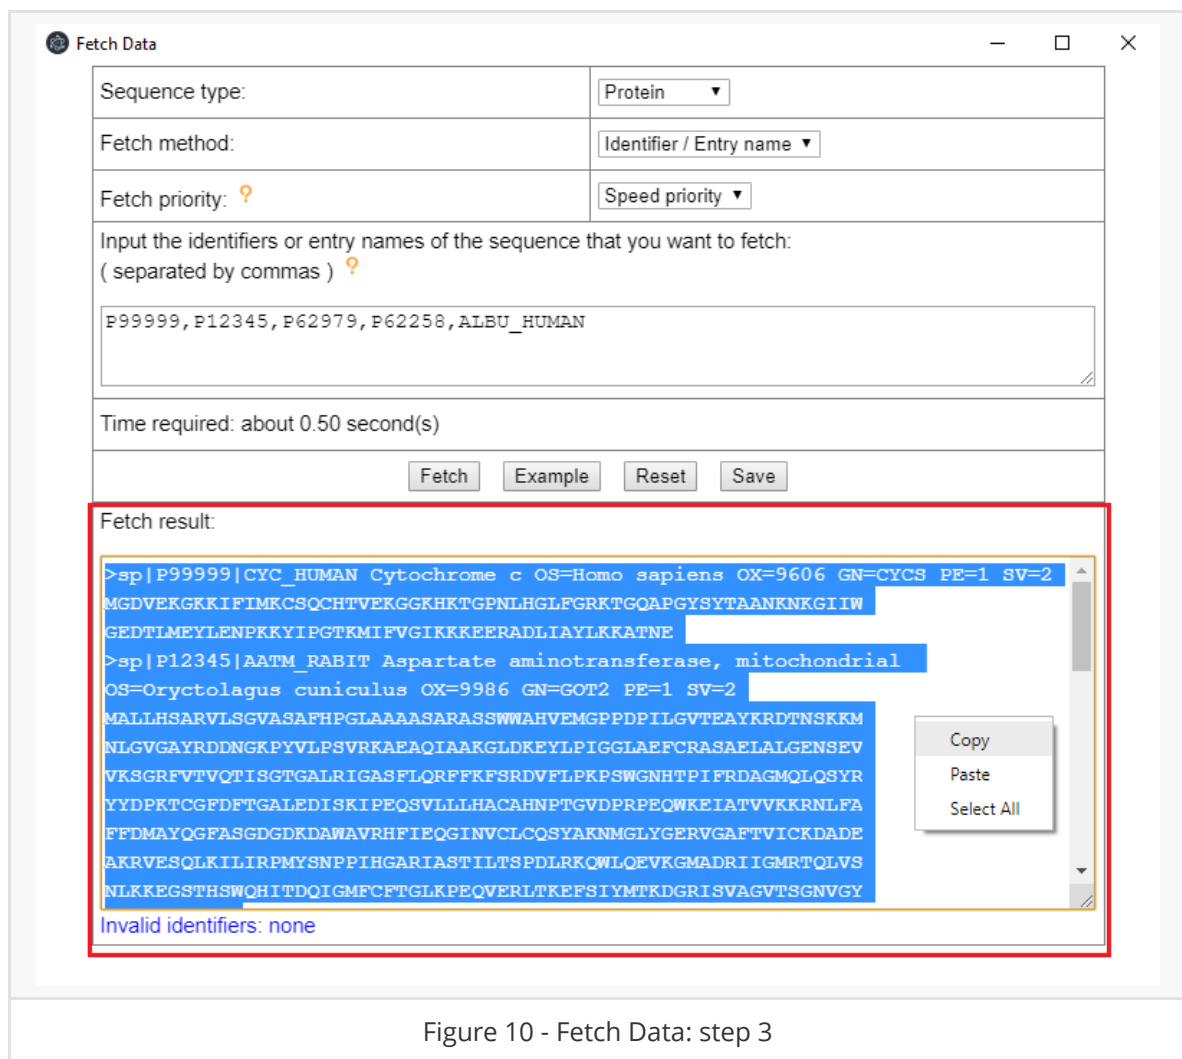 Fetch Data
Sequence type:
Protein
Fetch method:
Identifier / Entry name
Fetch priority: ?
Speed priority
Input the identifiers or entry names of the sequence that you want to fetch:
( separated by commas ) ?
P99999,P12345,P62979,P62258,ALBU_HUMAN
Time required: about 0.50 second(s)
Fetch Example Reset Save
Fetch result:
>sp|P99999|CYC_HUMAN Cytochrome c OS=Homo sapiens OX=9606 GN=CYCS PE=1 SV=2
MGDVEKGKKIFIMKCSQCHTVEKGGKHKTGPNLHGLFGRKTGQAPGYSYTAANKNKGIIW
GEDTLMEYLENPKKYIPGTKMIFVGIKKKEERADLIAYLKKATNE
>sp|P12345|AATM_RABIT Aspartate aminotransferase, mitochondrial
OS=Oryctolagus cuniculus OX=9986 GN=GOT2 PE=1 SV=2
MALLHSARVLSGVASAFHPGLAAAASARASSWWAHVEMGPPDPILGVTEAYKRDTNSKKM
NLGVGAYRDDNGKPYVLPSVRKAEAQIAAKGLDKEYLPIGGLAEFCRASAELALGENSEV
VKSGRFVTVQTISGTGALRIGASFLQRFFKFSRDVFLPKPSWGNHTPIFRDAGMQLQSYR
YYDPKTCGFDFTGALEDISKIPEQSVLLLHACAHNPTGVDPRPEQWKEIATVVKKRNLFA
FFDMAYQGFASGDGDKDAWAVRHFIEQGINVCLCQSYAKNMGLYGERVGAFTVICKDADE
AKRVESQLKILIRPMYSNPPIHGARIASTILTSPDLRKQWLQEVKGMADRIIGMRTQLVS
NLKKEGSTHSWQHITDQIGMFCFTGLKPEQVERLTKEFSIYMTKDGRISVAGVTSGNVGY
Copy
Paste
Select All
Invalid identifiers: none
Figure 10 - Fetch Data: step 3